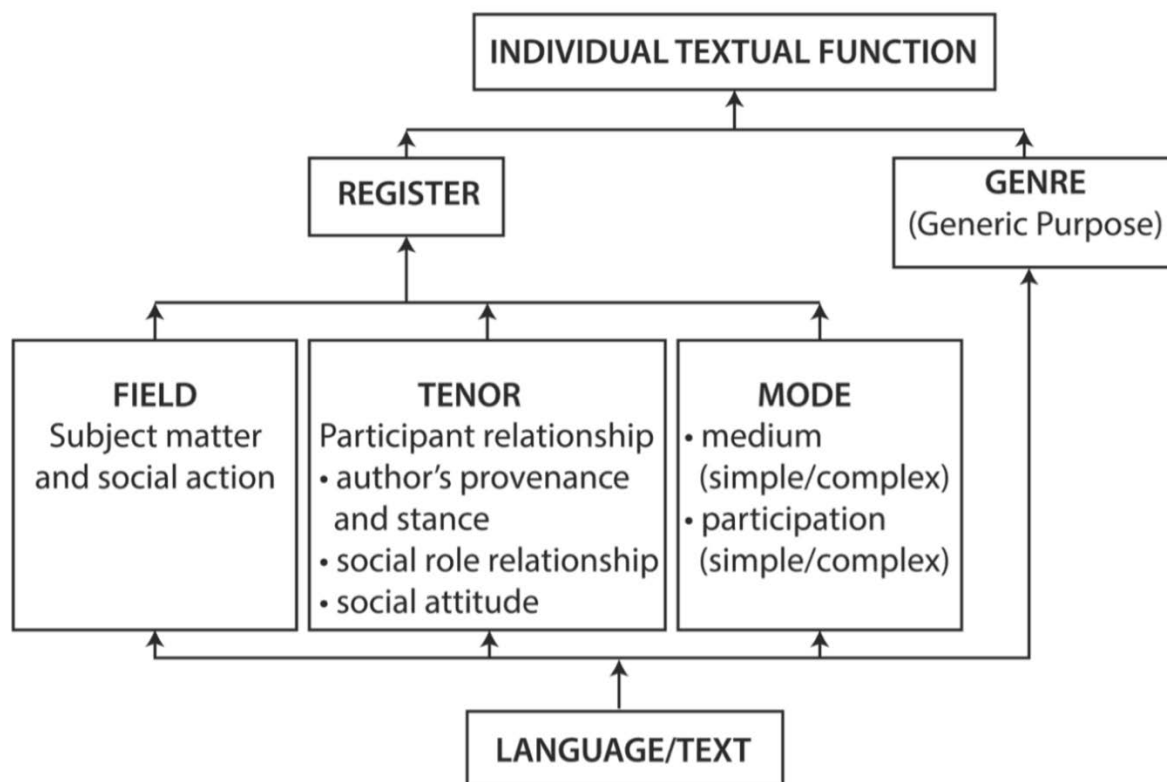 INDIVIDUAL TEXTUAL FUNCTION
REGISTER
GENRE
(Generic Purpose)
FIELD
Subject matter
and social action
TENOR
Participant relationship
• author’s provenance
and stance
• social role relationship
• social attitude
MODE
• medium
(simple/complex)
• participation
(simple/complex)
LANGUAGE/TEXT